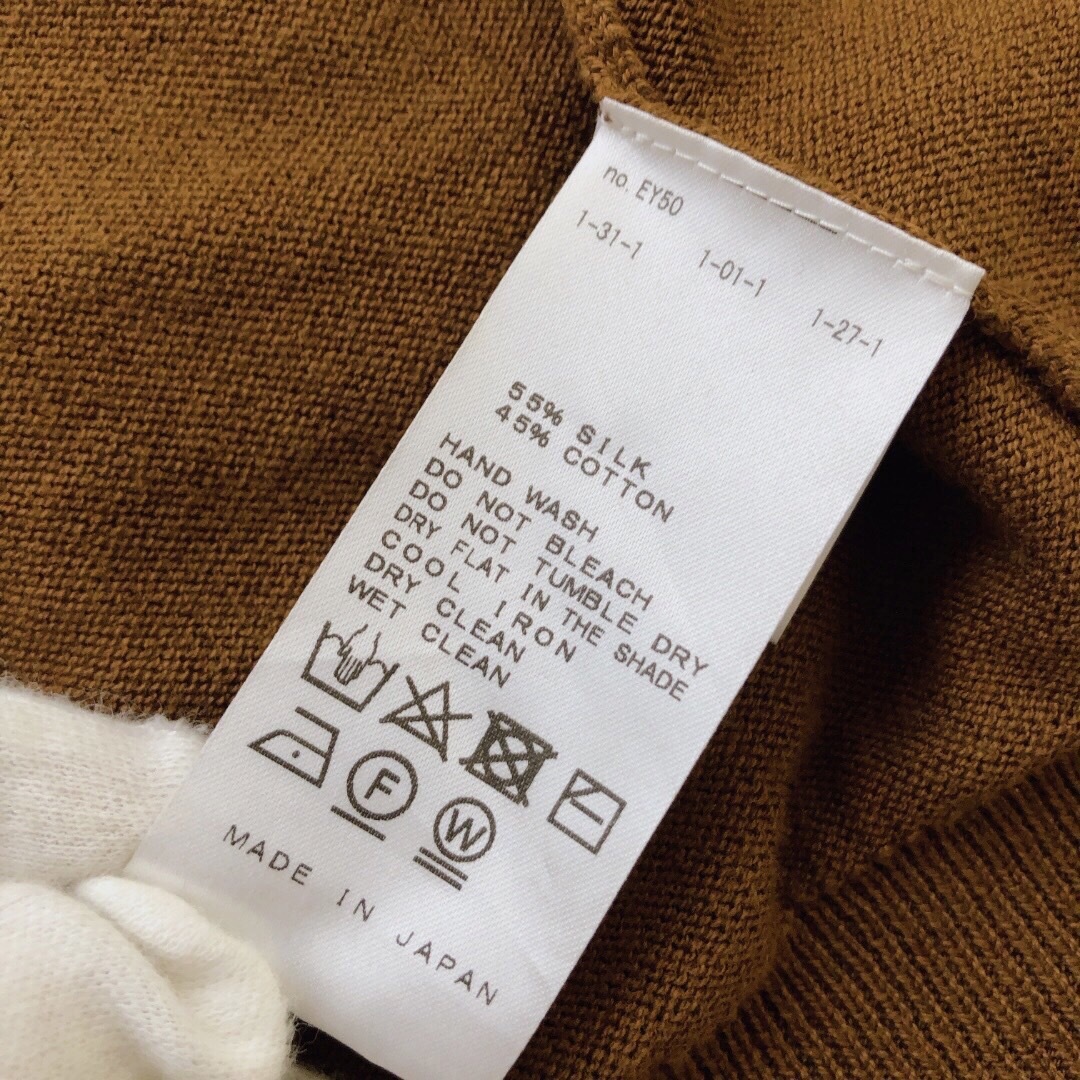 no. EY50
1-31-1 1-01-1 1-27-1
55% SILK
45% COTTON
HAND WASH
DO NOT BLEACH
DO NOT TUMBLE DRY
DRY FLAT IN THE SHADE
COOL IRON
DRY CLEAN
WET CLEAN
F
W
MADE IN JAPAN